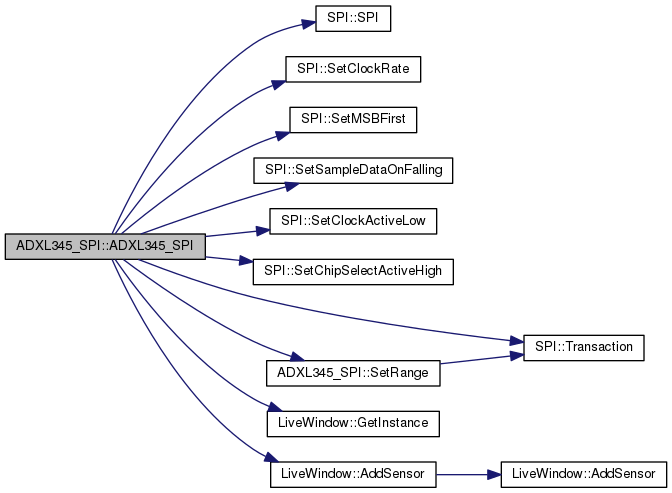 SPI::SPI
SPI::SetClockRate
SPI::SetMSBFirst
SPI::SetSampleDataOnFalling
SPI::SetClockActiveLow
ADXL345_SPI::ADXL345_SPI
SPI::SetChipSelectActiveHigh
SPI::Transaction
ADXL345_SPI::SetRange
LiveWindow::GetInstance
LiveWindow::AddSensor
LiveWindow::AddSensor